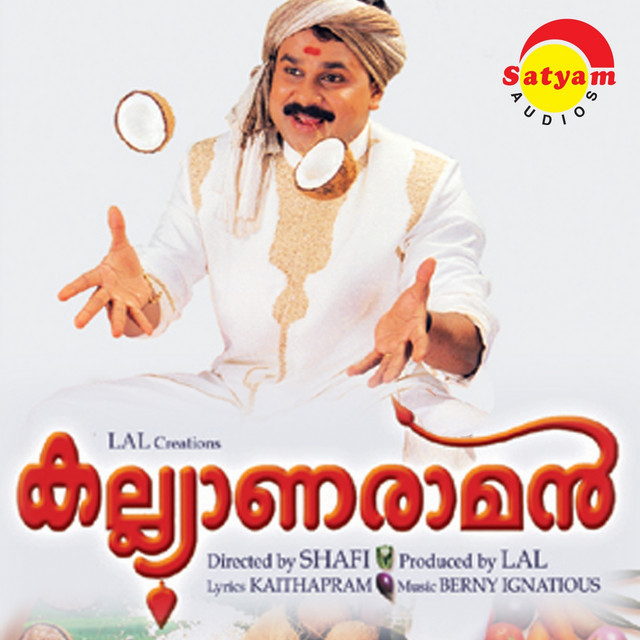 Satyam
AUDIOS
LAL Creations
കല്ല്യാണരാമൻ
Directed by SHAFI Produced by LAL
Lyrics KAITHAPRAM Music BERNY IGNATIOUS